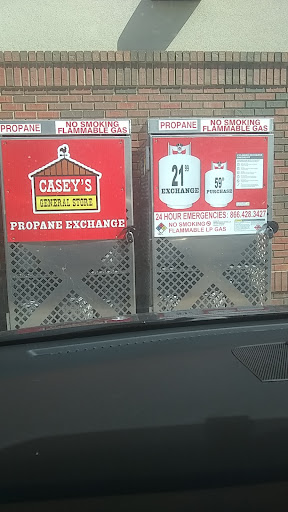 PROPANE
NO SMOKING
FLAMMABLE GAS
CASEY'S
GENERAL STORE
PROPANE EXCHANGE
PROPANE
NO SMOKING
FLAMMABLE GAS
21 99
EXCHANGE
59
PURCHASE
24 HOUR EMERGENCIES: 866.428.3427
NO SMOKING
FLAMMABLE LP GAS